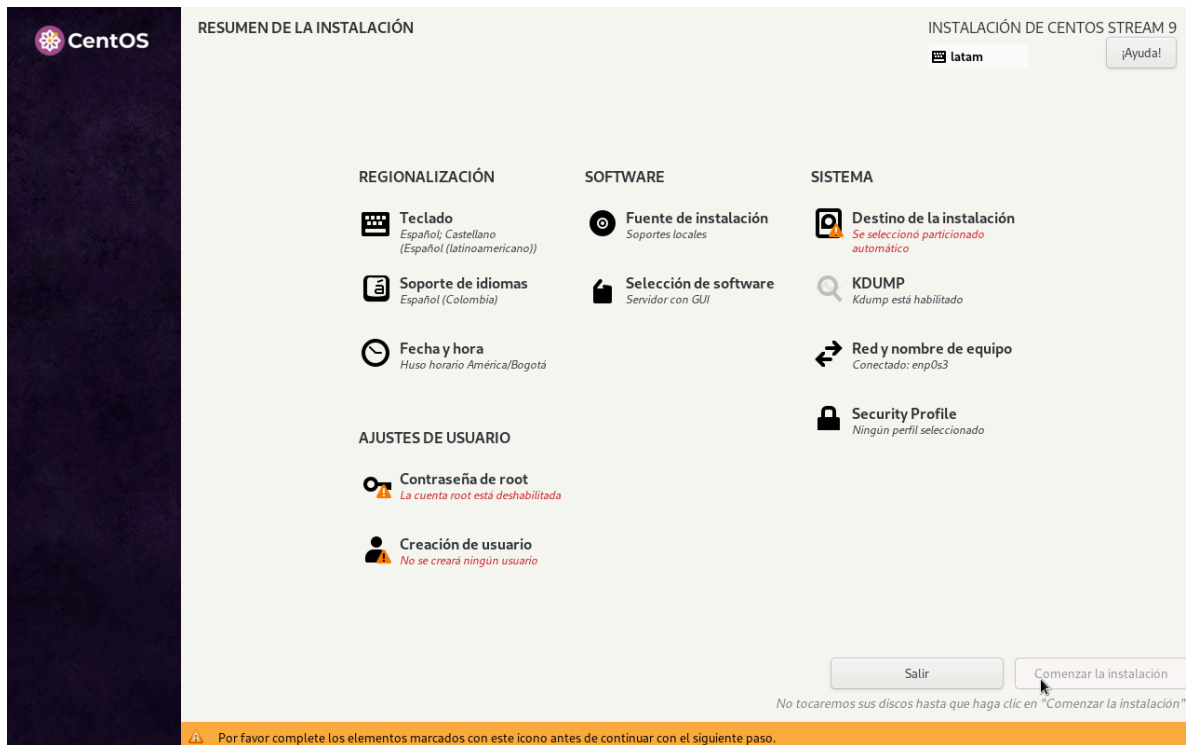 CentOS
RESUMEN DE LA INSTALACIÓN
INSTALACIÓN DE CENTOS STREAM 9
latam
¡Ayuda!
REGIONALIZACIÓN
Teclado
Español; Castellano
(Español (latinoamericano))
Soporte de idiomas
Español (Colombia)
Fecha y hora
Huso horario América/Bogotá
AJUSTES DE USUARIO
Contraseña de root
La cuenta root está deshabilitada
Creación de usuario
No se creará ningún usuario
SOFTWARE
Fuente de instalación
Soportes locales
Selección de software
Servidor con GUI
SISTEMA
Destino de la instalación
Se seleccionó particionado
automático
KDUMP
Kdump está habilitado
Red y nombre de equipo
Conectado: enp0s3
Security Profile
Ningún perfil seleccionado
Salir
Comenzar la instalación
No tocaremos sus discos hasta que haga clic en "Comenzar la instalación"
Por favor complete los elementos marcados con este icono antes de continuar con el siguiente paso.